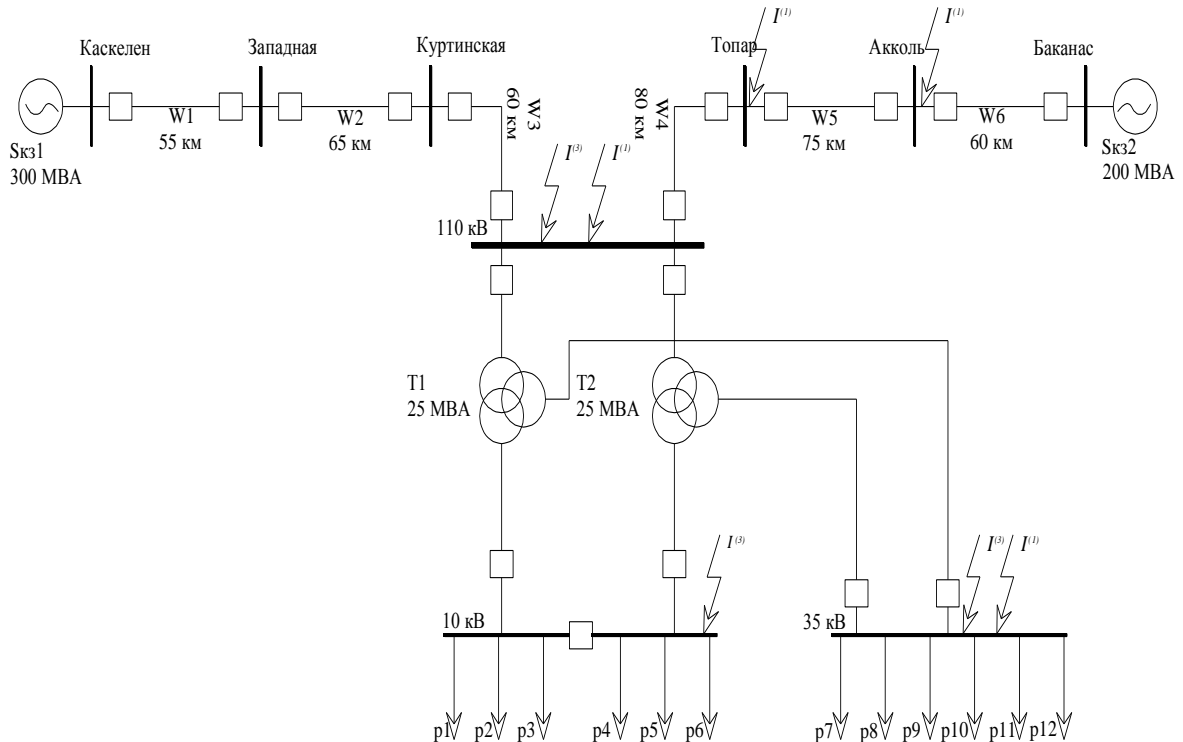 Каскелен
Западная
Куртинская
Топар
I(1)
Акколь
I(1)
Баканас
W1
55 км
W2
65 км
W3
60 км
W4
80 км
W5
75 км
W6
60 км
Sкз1
300 МВА
Sкз2
200 МВА
I(3)
I(1)
110 кВ
T1
25 МВА
T2
25 МВА
I(3)
I(3)
I(1)
10 кВ
35 кВ
p1
p2
p3
p4
p5
p6
p7
p8
p9
p10
p11
p12